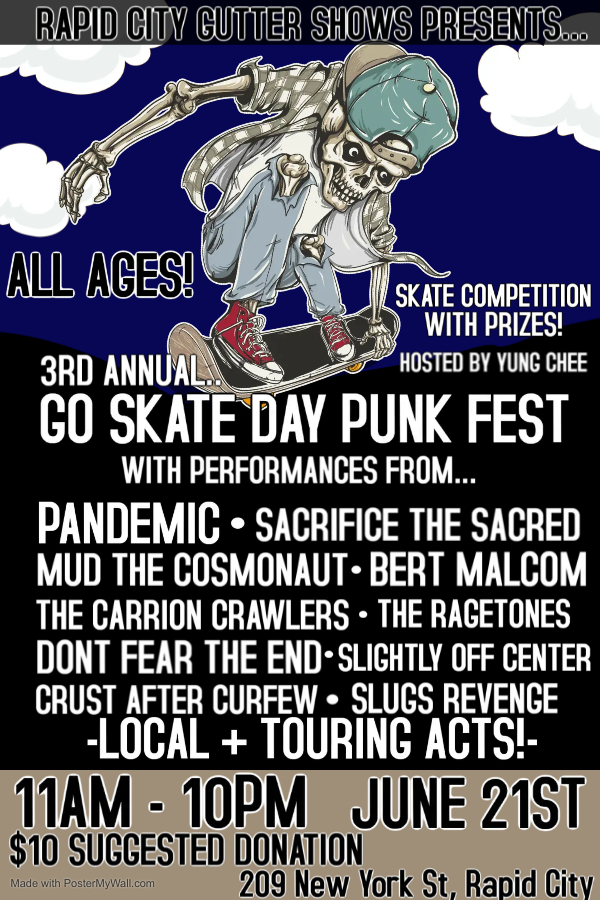 RAPID CITY GUTTER SHOWS PRESENTS...
ALL AGES!
SKATE COMPETITION
WITH PRIZES!
HOSTED BY YUNG CHEE
3RD ANNUAL..
GO SKATE DAY PUNK FEST
WITH PERFORMANCES FROM...
PANDEMIC • SACRIFICE THE SACRED
MUD THE COSMONAUT • BERT MALCOM
THE CARRION CRAWLERS • THE RAGETONES
DONT FEAR THE END • SLIGHTLY OFF CENTER
CRUST AFTER CURFEW • SLUGS REVENGE
-LOCAL + TOURING ACTS!-
11AM - 10PM JUNE 21ST
$10 SUGGESTED DONATION
Made with PosterMyWall.com
209 New York St, Rapid City